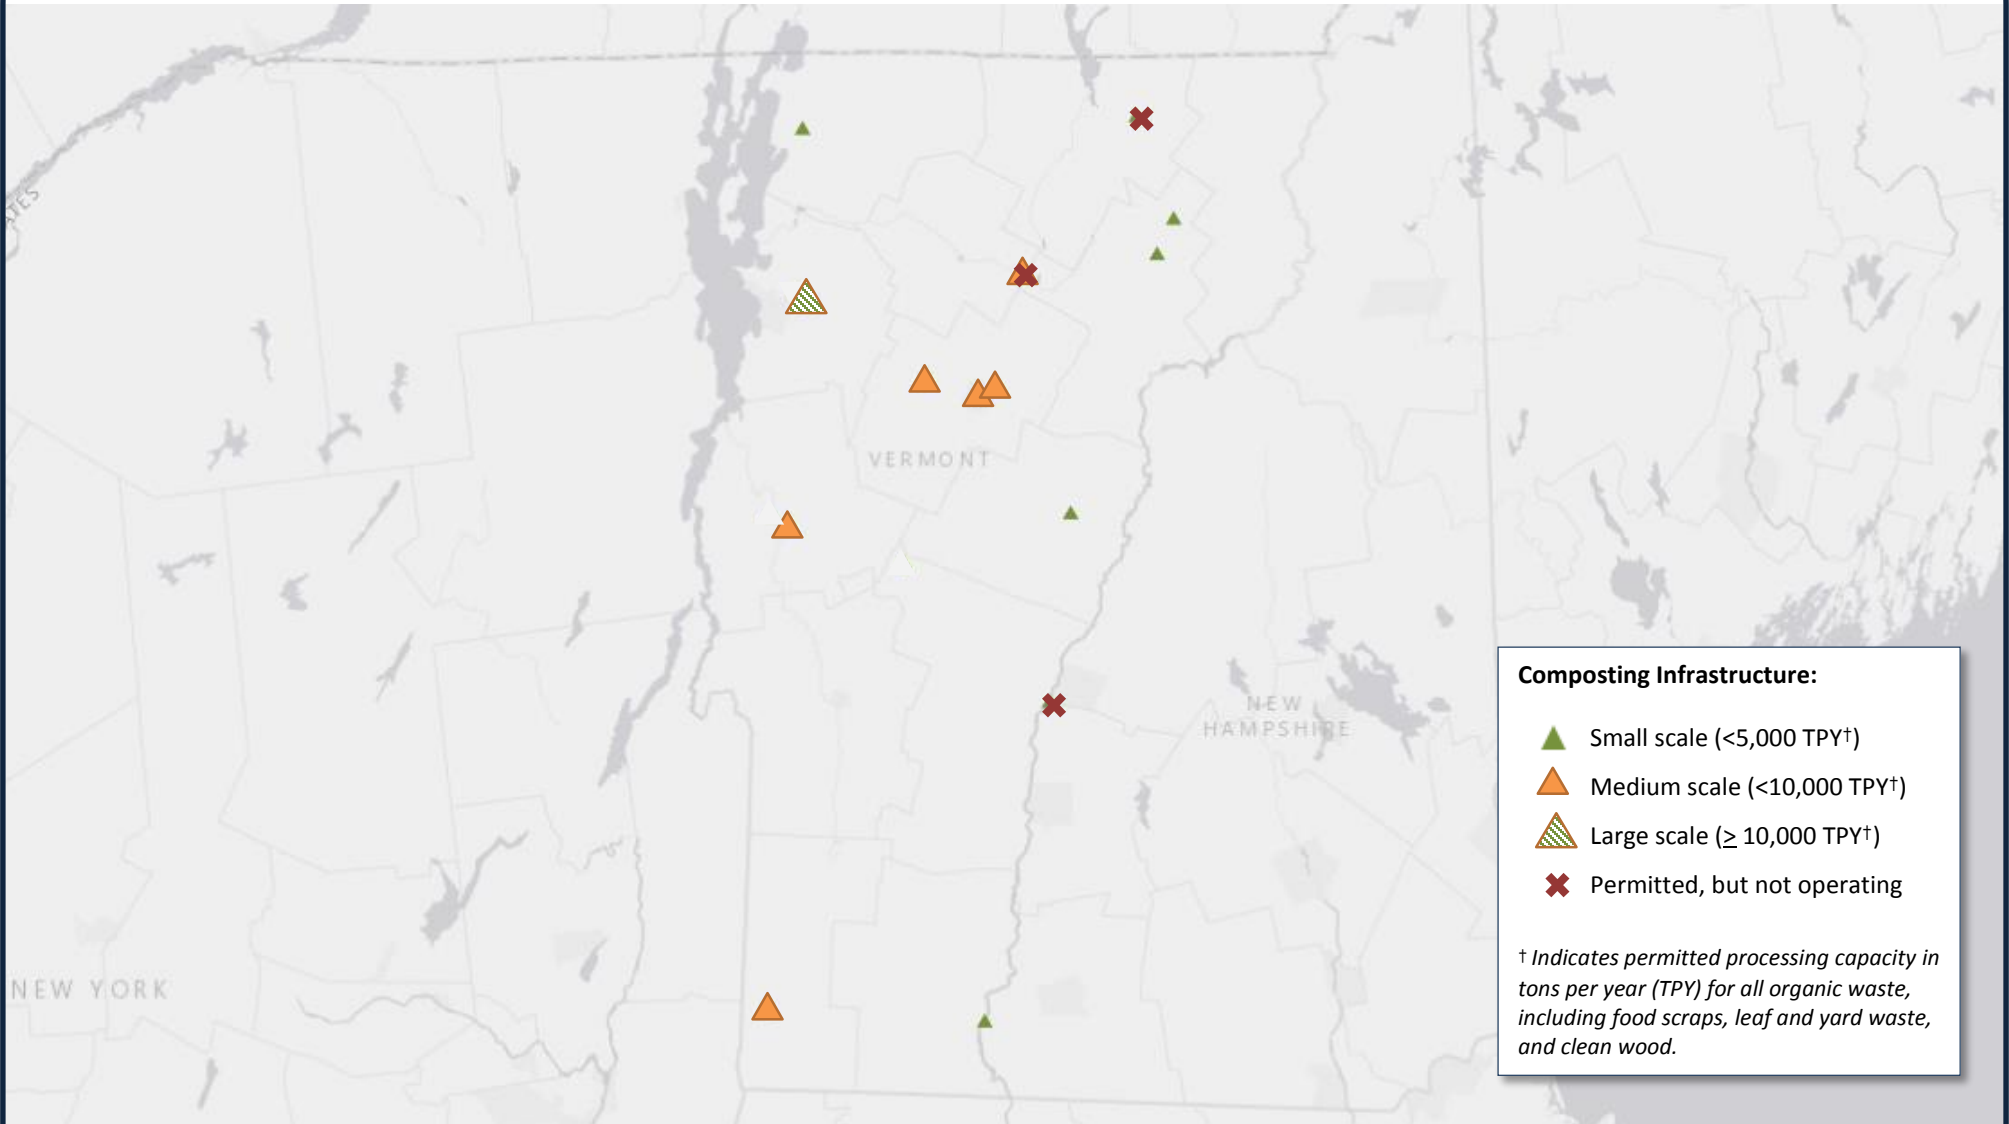 ATES
VERMONT
NEW
HAMPSHIRE
NEW YORK
Composting Infrastructure:
Small scale (<5,000 TPY†)
Medium scale (<10,000 TPY†)
Large scale (≥ 10,000 TPY†)
Permitted, but not operating
† Indicates permitted processing capacity in
tons per year (TPY) for all organic waste,
including food scraps, leaf and yard waste,
and clean wood.